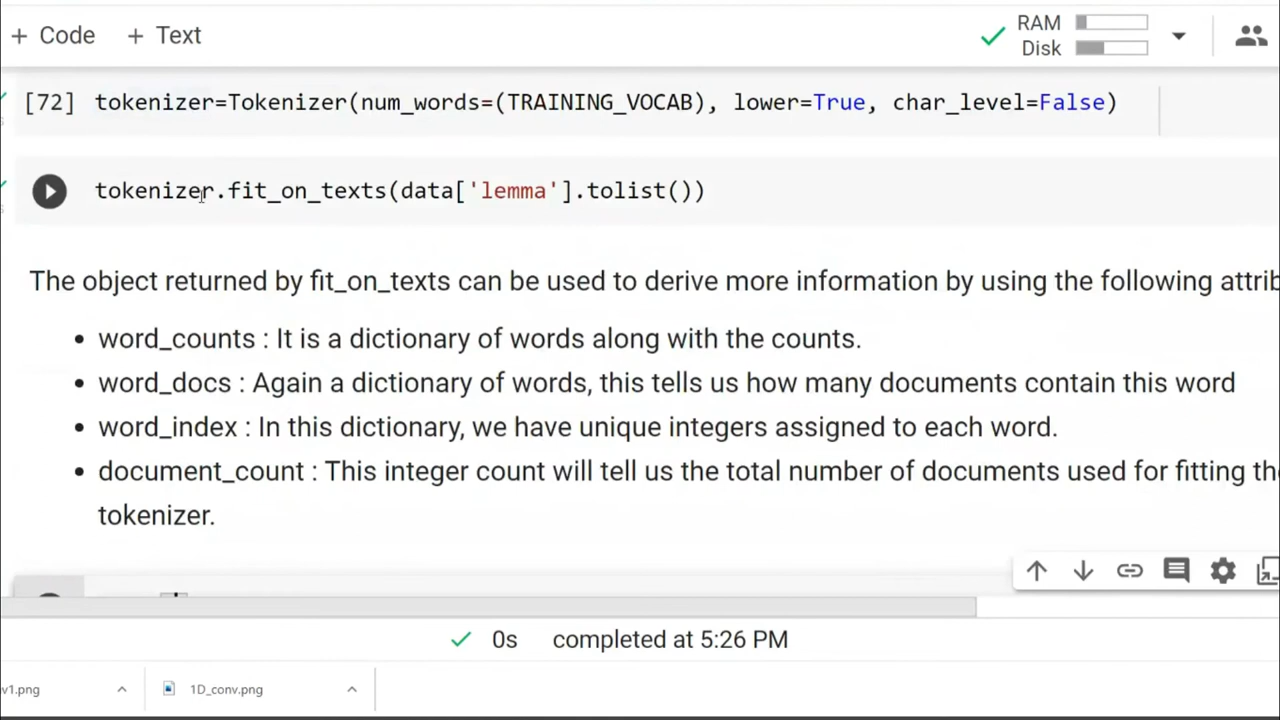 + Code + Text
RAM
Disk
[72] tokenizer=Tokenizer(num_words=(TRAINING_VOCAB), lower=True, char_level=False)
tokenizer.fit_on_texts(data['lemma'].tolist())
The object returned by fit_on_texts can be used to derive more information by using the following attrib
• word_counts : It is a dictionary of words along with the counts.
• word_docs : Again a dictionary of words, this tells us how many documents contain this word
• word_index : In this dictionary, we have unique integers assigned to each word.
• document_count : This integer count will tell us the total number of documents used for fitting the
tokenizer.
0s completed at 5:26 PM
v1.png 1D_conv.png